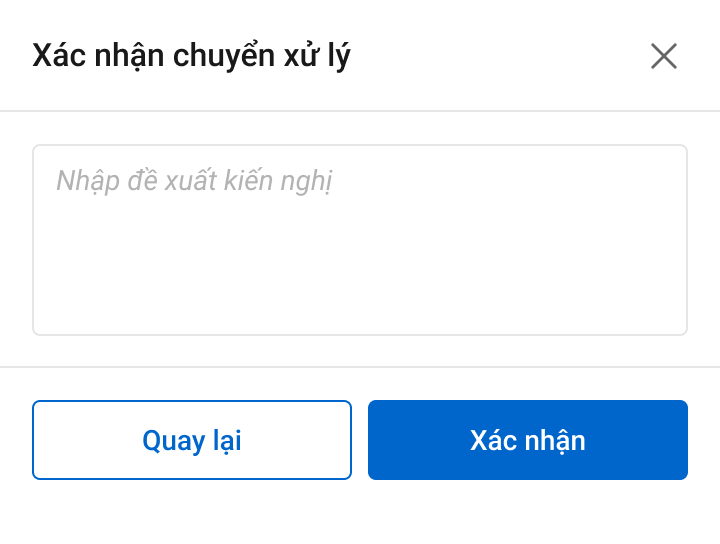 Xác nhận chuyển xử lý
Nhập đề xuất kiến nghị
Quay lại
Xác nhận